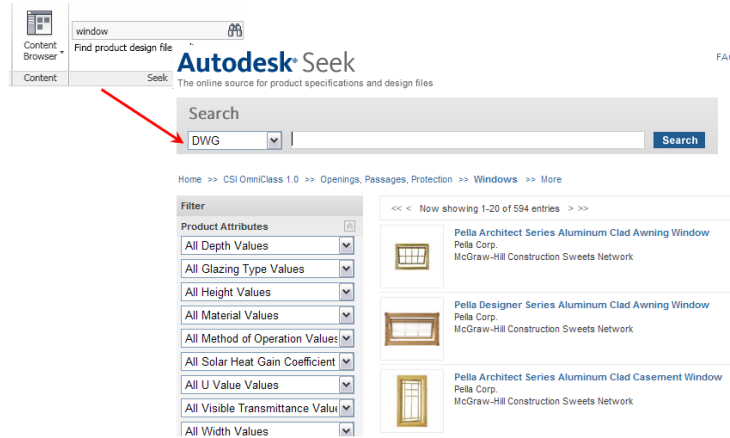 window
Content
Browser
Find product design file
Content
Seek
Autodesk® Seek
FA
The online source for product specifications and design files
Search
DWG
Search
Home >> CSI OmniClass 1.0 >> Openings, Passages, Protection >> Windows >> More
Filter
<< < Now showing 1-20 of 594 entries > >>
Product Attributes
All Depth Values
All Glazing Type Values
All Height Values
All Material Values
All Method of Operation Values
All Solar Heat Gain Coefficient
All U Value Values
All Visible Transmittance Value
All Width Values
Pella Architect Series Aluminum Clad Awning Window
Pella Corp.
McGraw-Hill Construction Sweets Network
Pella Designer Series Aluminum Clad Awning Window
Pella Corp.
McGraw-Hill Construction Sweets Network
Pella Architect Series Aluminum Clad Casement Window
Pella Corp.
McGraw-Hill Construction Sweets Network